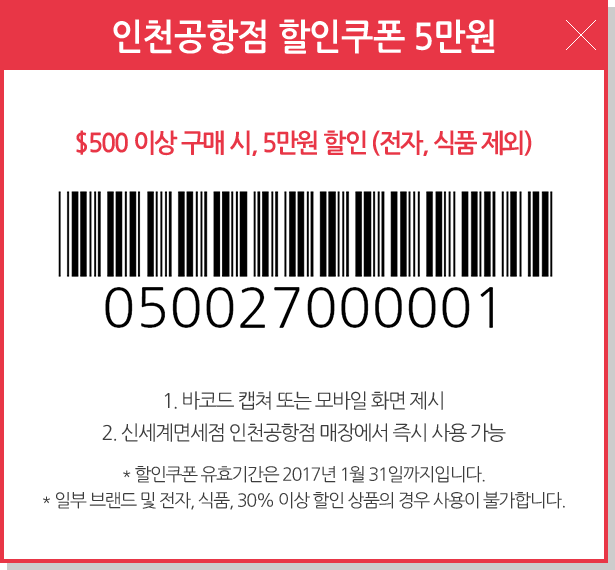 인천공항점 할인쿠폰 5만원
$500 이상 구매 시, 5만원 할인 (전자, 식품 제외)
050027000001
1. 바코드 캡쳐 또는 모바일 화면 제시
2. 신세계면세점 인천공항점 매장에서 즉시 사용 가능
* 할인쿠폰 유효기간은 2017년 1월 31일까지입니다.
* 일부 브랜드 및 전자, 식품, 30% 이상 할인 상품의 경우 사용이 불가합니다.